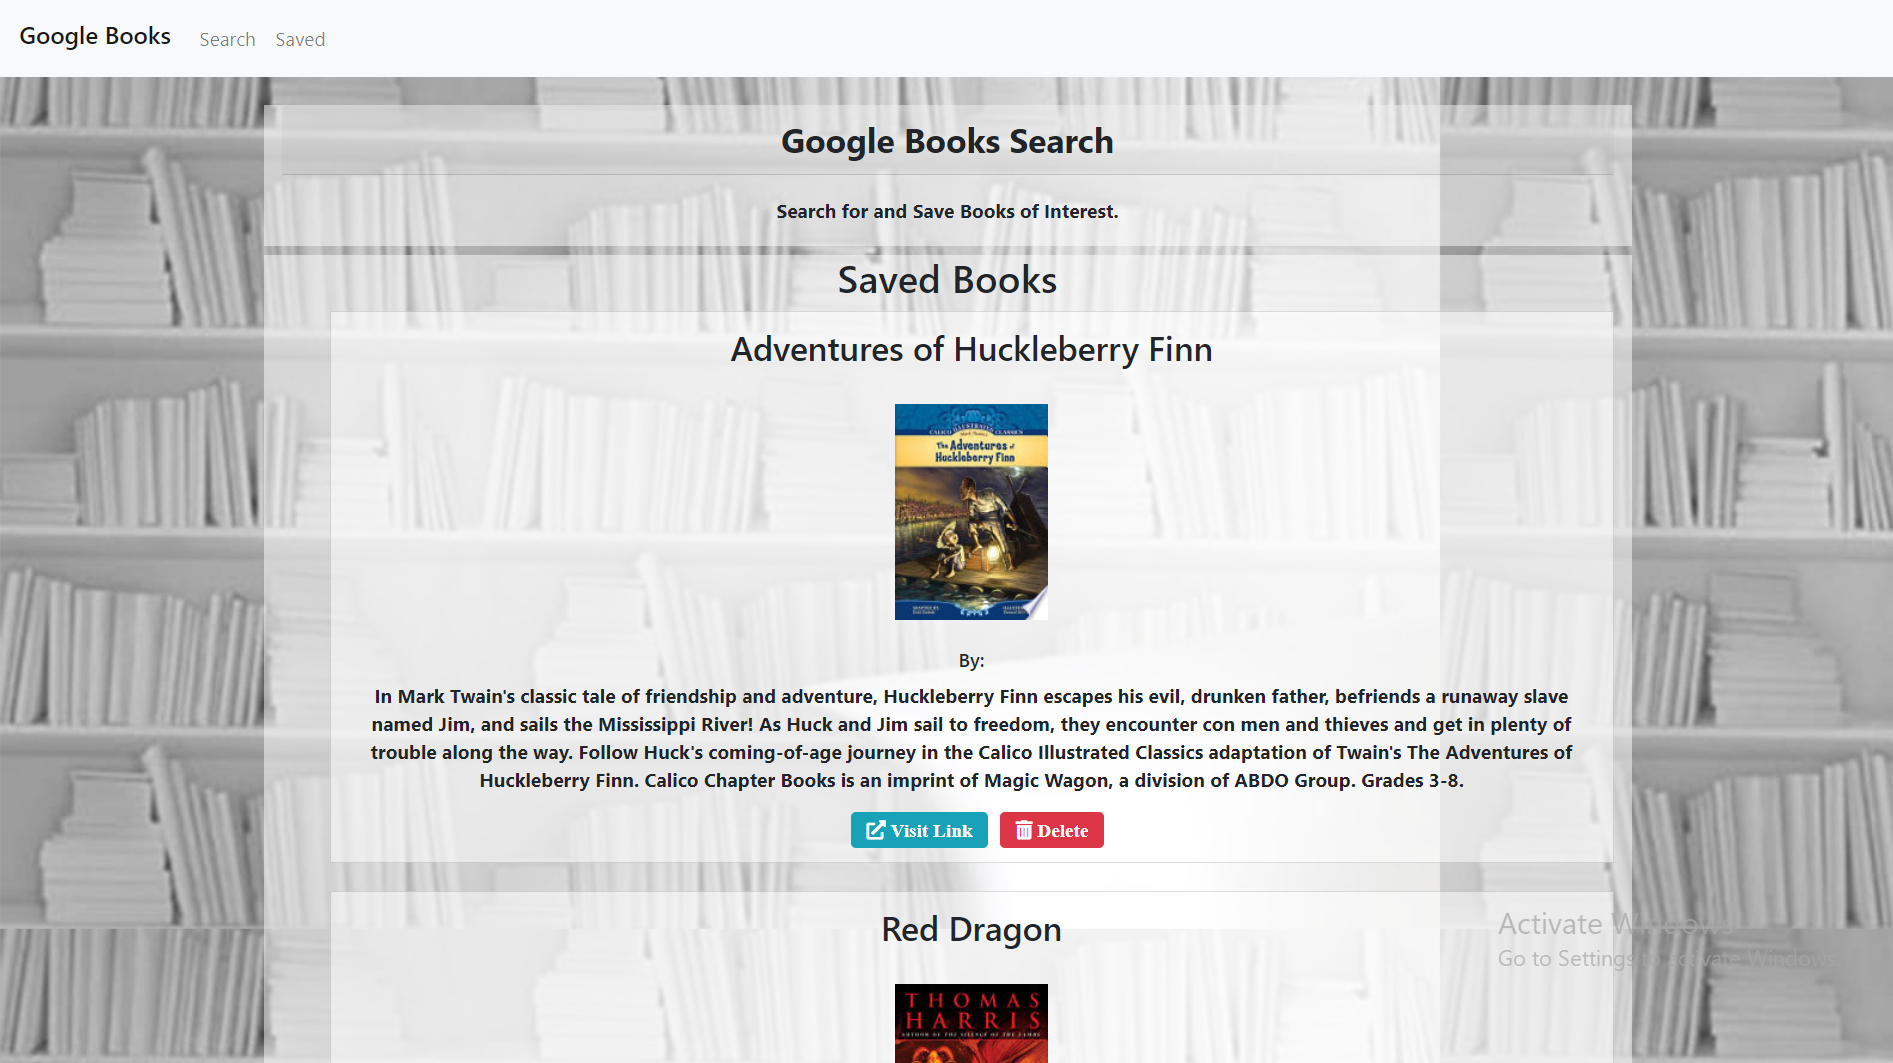 Google Books
Search
Saved
Google Books Search
Search for and Save Books of Interest.
Saved Books
Adventures of Huckleberry Finn
CALICO ILLUSTRATED CLASSICS
The Adventures of
Huckleberry Finn
By:
In Mark Twain's classic tale of friendship and adventure, Huckleberry Finn escapes his evil, drunken father, befriends a runaway slave
named Jim, and sails the Mississippi River! As Huck and Jim sail to freedom, they encounter con men and thieves and get in plenty of
trouble along the way. Follow Huck's coming-of-age journey in the Calico Illustrated Classics adaptation of Twain's The Adventures of
Huckleberry Finn. Calico Chapter Books is an imprint of Magic Wagon, a division of ABDO Group. Grades 3-8.
Visit Link
Delete
Red Dragon
THOMAS
HARRIS
AUTHOR OF THE SILENCE OF THE LAMBS
Activate Windows
Go to Settings to activate Windows.